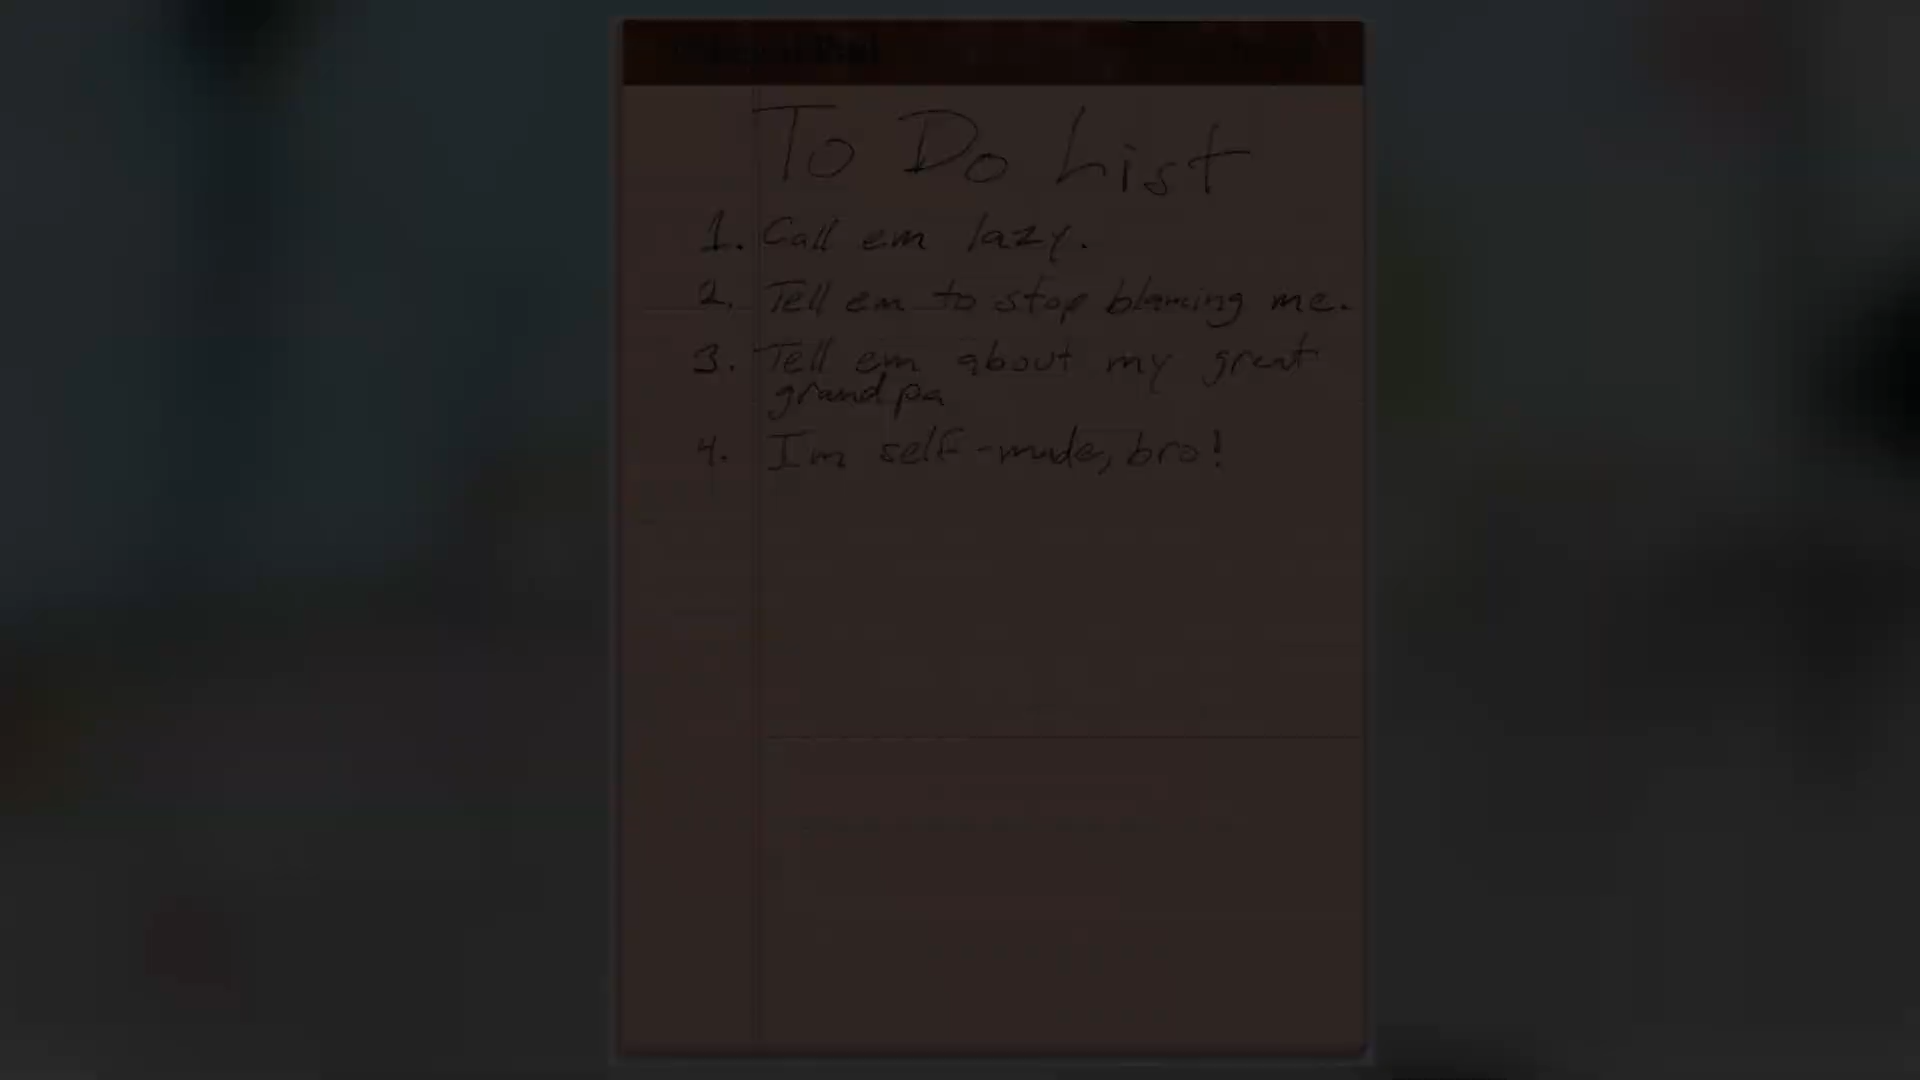 To Do List
1. Call em lazy.
2. Tell em to stop blaming me.
3. Tell em about my great
grandpa
4. Im self-made, bro!